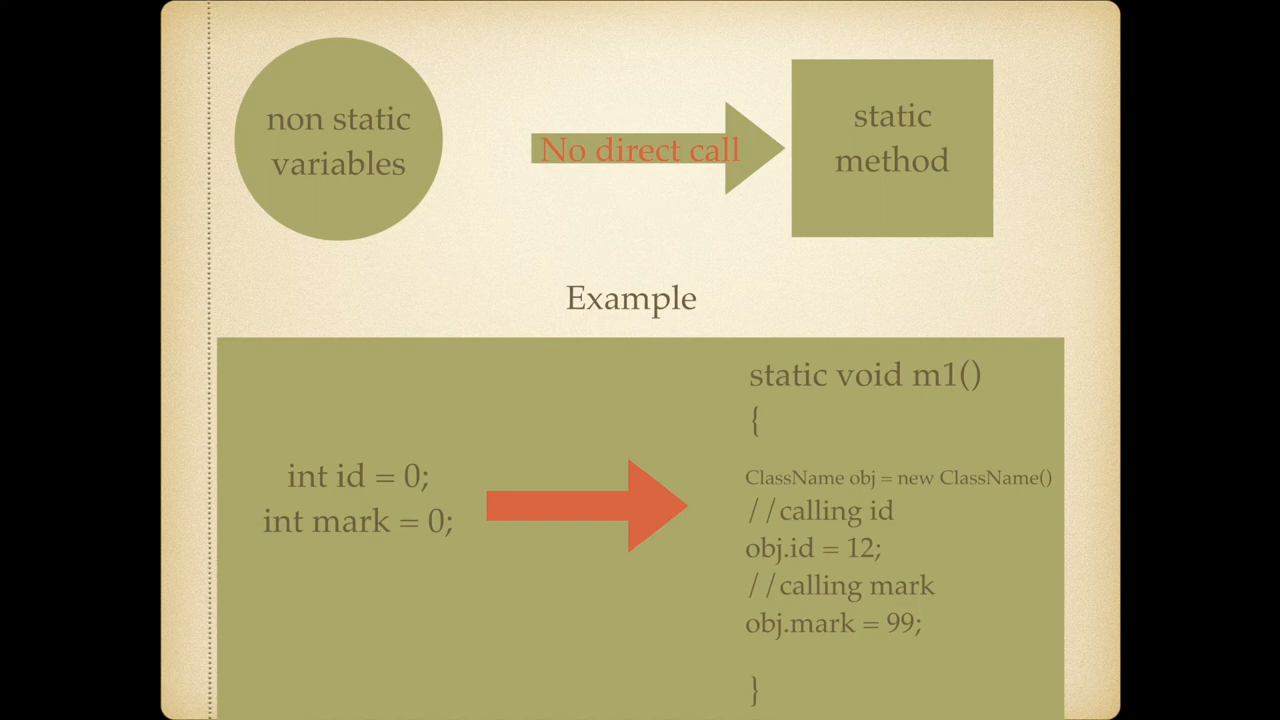 non static
variables
No direct call
static
method
Example
int id = 0;
int mark = 0;
static void m1()
{
ClassName obj = new ClassName()
//calling id
obj.id = 12;
//calling mark
obj.mark = 99;
}